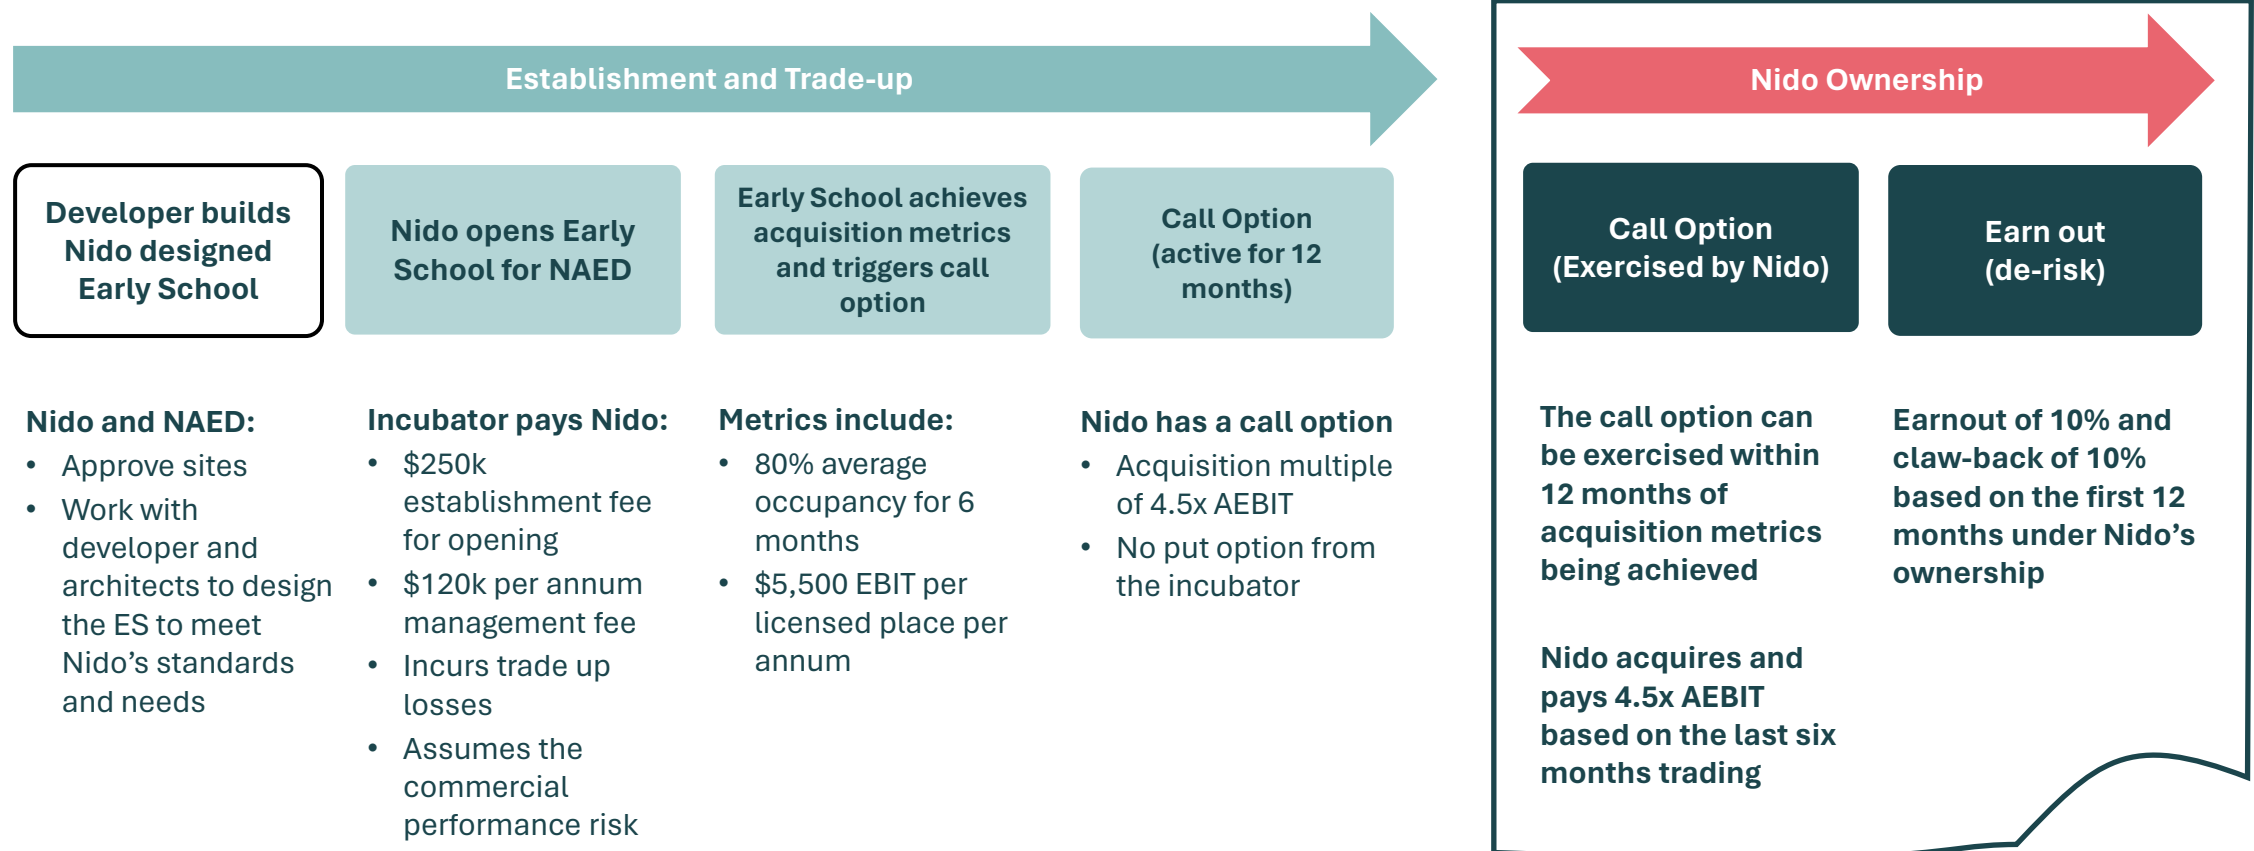 Establishment and Trade-up
Nido Ownership
Developer builds
Nido designed
Early School
Nido opens Early
School for NAED
Early School achieves
acquisition metrics
and triggers call
option
Call Option
(active for 12
months)
Call Option
(Exercised by Nido)
Earn out
(de-risk)
Nido and NAED:
• Approve sites
• Work with
developer and
architects to design
the ES to meet
Nido’s standards
and needs
Incubator pays Nido:
• $250k
establishment fee
for opening
• $120k per annum
management fee
• Incurs trade up
losses
• Assumes the
commercial
performance risk
Metrics include:
• 80% average
occupancy for 6
months
• $5,500 EBIT per
licensed place per
annum
Nido has a call option
• Acquisition multiple
of 4.5x AEBIT
• No put option from
the incubator
The call option can
be exercised within
12 months of
acquisition metrics
being achieved
Nido acquires and
pays 4.5x AEBIT
based on the last six
months trading
Earnout of 10% and
claw-back of 10%
based on the first 12
months under Nido’s
ownership